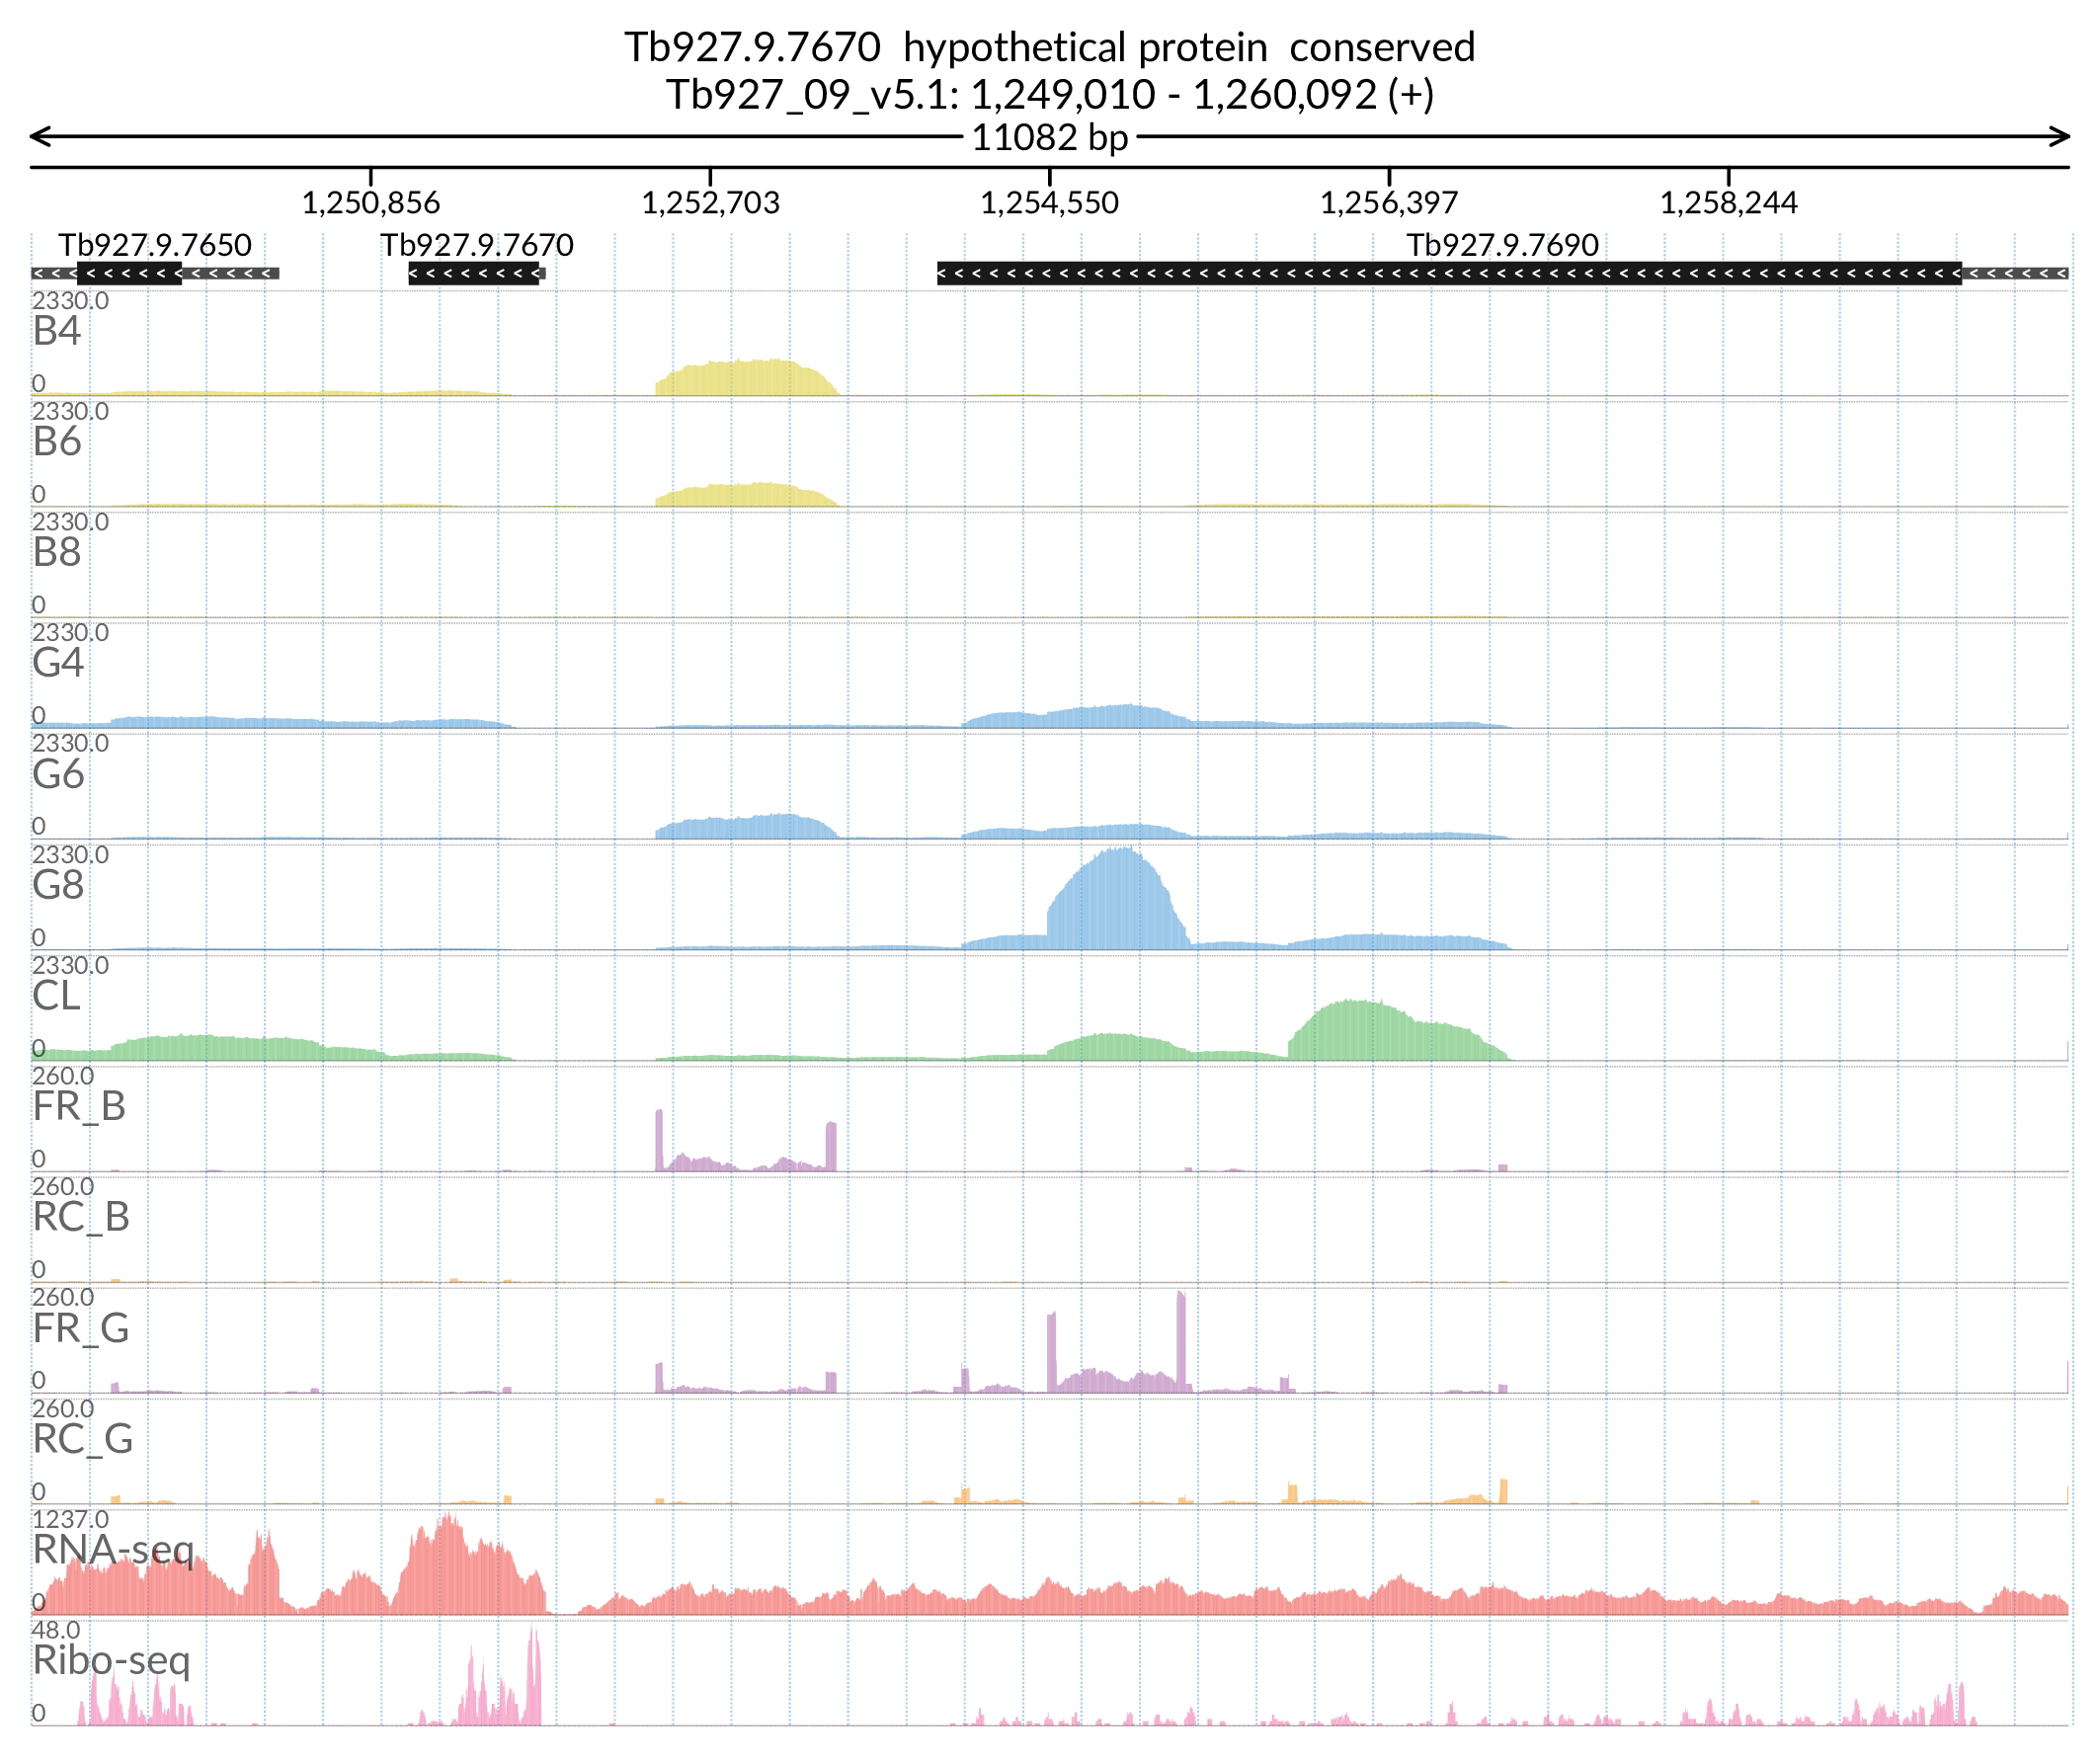 Tb927.9.7670  hypothetical protein  conserved
Tb927_09_v5.1: 1,249,010 - 1,260,092 (+)
11082 bp
1,250,856 1,252,703 1,254,550 1,256,397 1,258,244
Tb927.9.7650 Tb927.9.7670 Tb927.9.7690
2330.0
B4
0
2330.0
B6
0
2330.0
B8
0
2330.0
G4
0
2330.0
G6
0
2330.0
G8
0
2330.0
CL
0
260.0
FR_B
0
260.0
RC_B
0
260.0
FR_G
0
260.0
RC_G
0
1237.0
RNA-seq
0
48.0
Ribo-seq
0